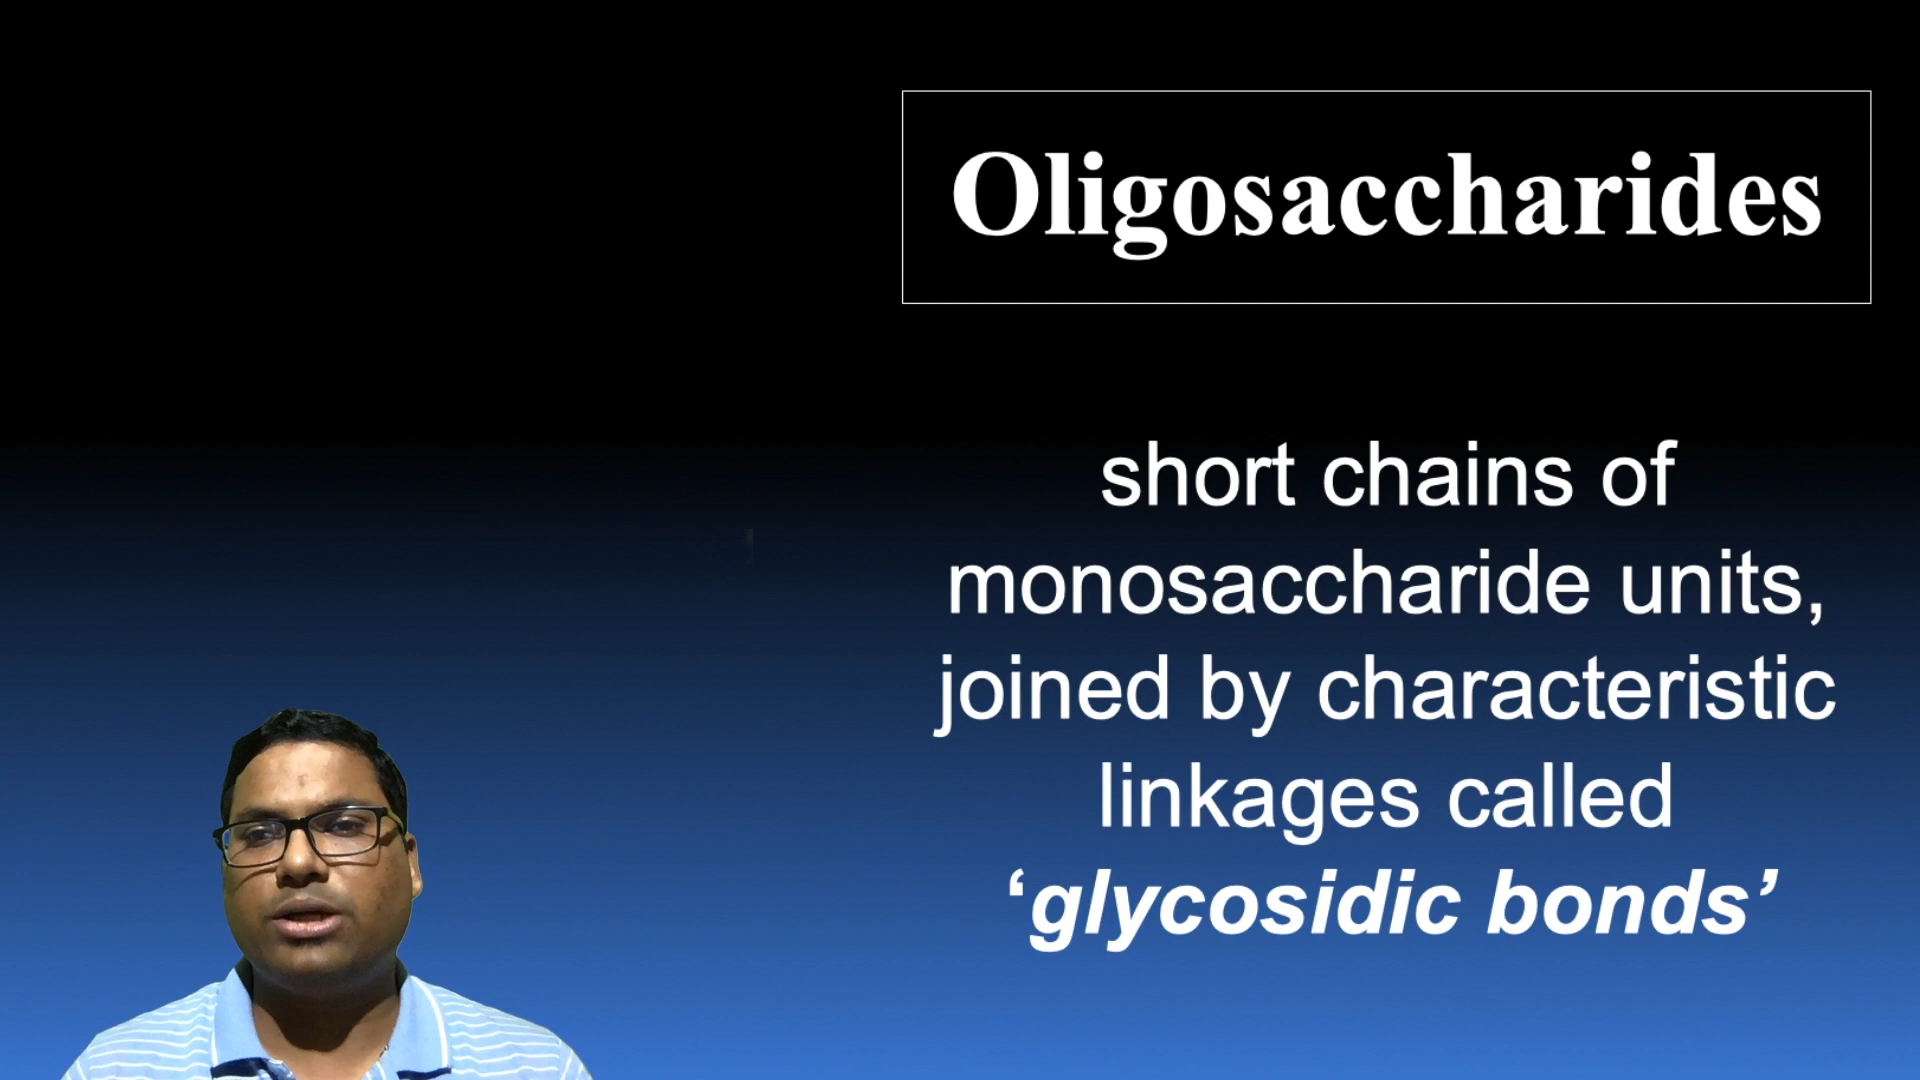 Oligosaccharides
short chains of
monosaccharide units,
joined by characteristic
linkages called
‘glycosidic bonds’